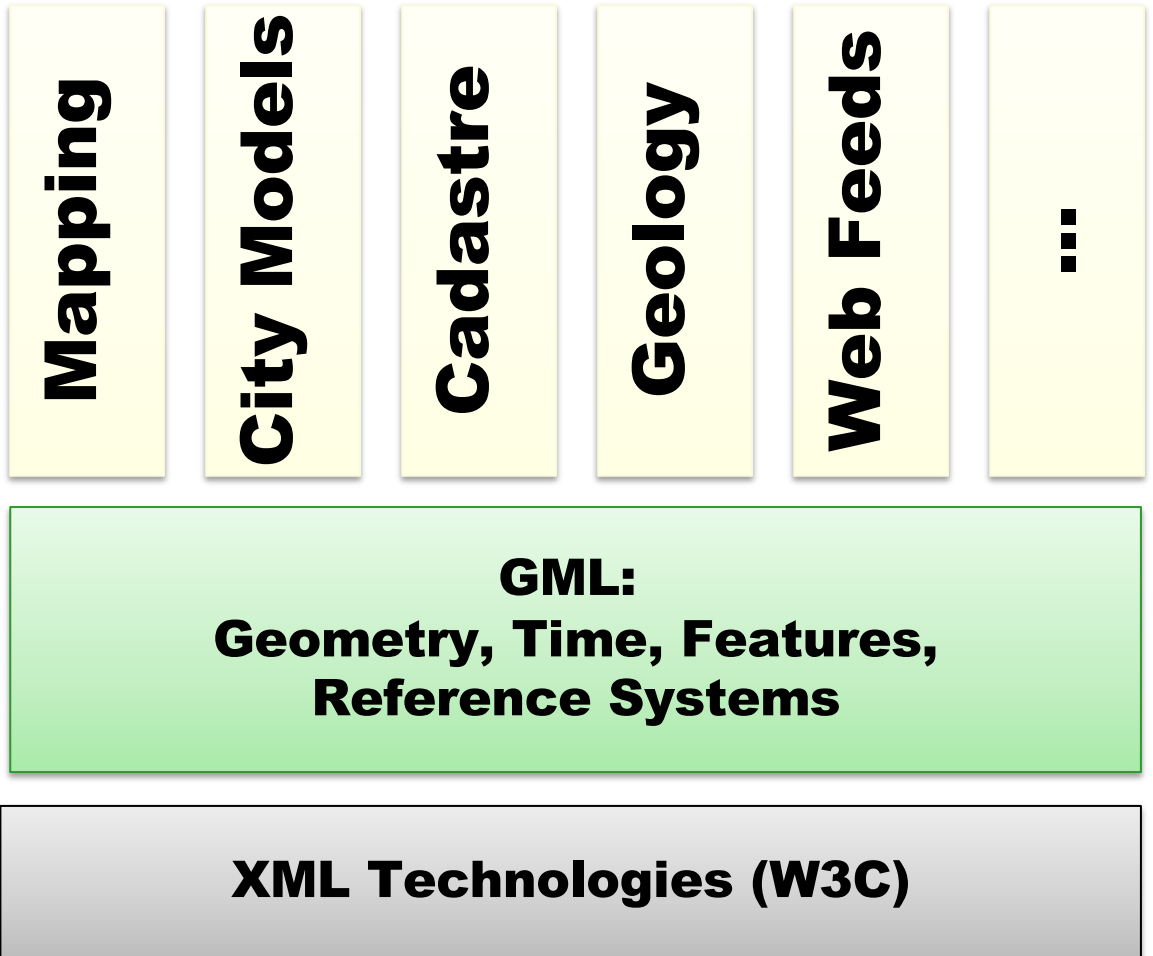 Mapping
City Models
Cadastre
Geology
Web Feeds
...
GML:
Geometry, Time, Features,
Reference Systems
XML Technologies (W3C)